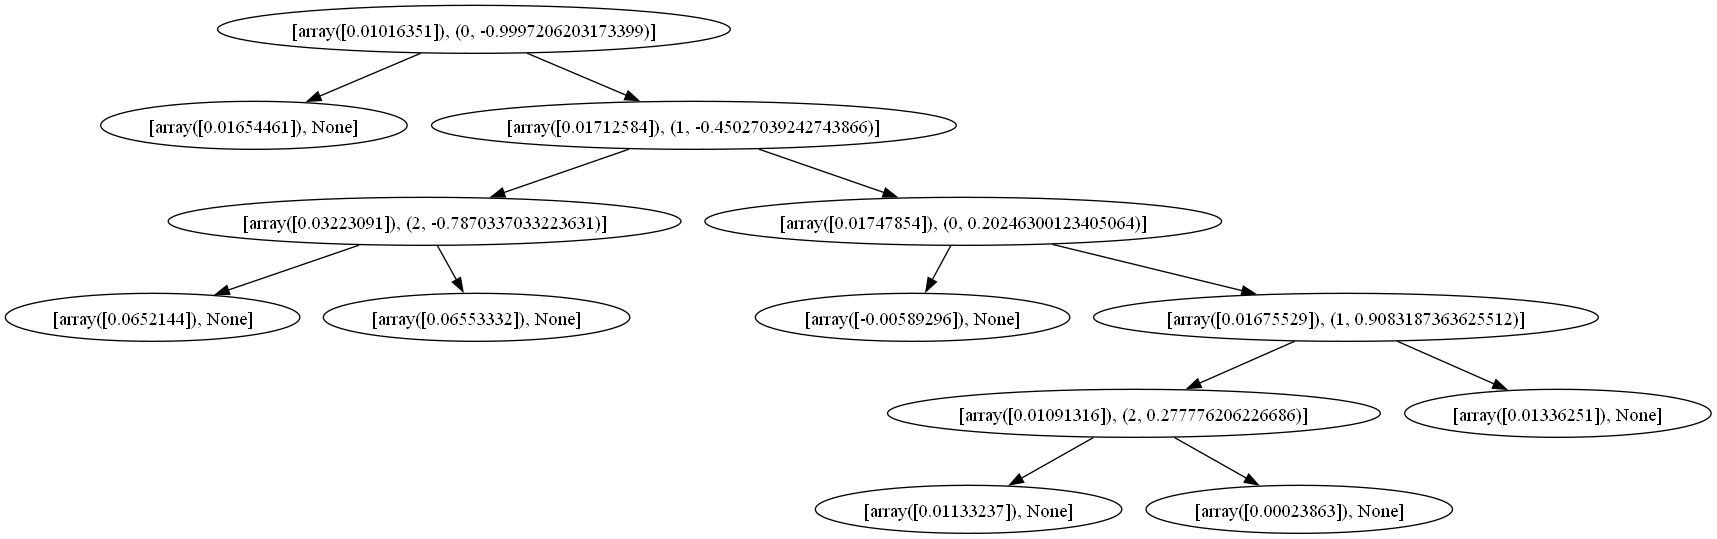 [array([0.01016351]), (0, -0.9997206203173399)]
[array([0.01654461]), None]
[array([0.01712584]), (1, -0.45027039242743866)]
[array([0.03223091]), (2, -0.7870337033223631)]
[array([0.01747854]), (0, 0.20246300123405064)]
[array([0.0652144]), None]
[array([0.06553332]), None]
[array([-0.00589296]), None]
[array([0.01675529]), (1, 0.9083187363625512)]
[array([0.01091316]), (2, 0.277776206226686)]
[array([0.01336251]), None]
[array([0.01133237]), None]
[array([0.00023863]), None]